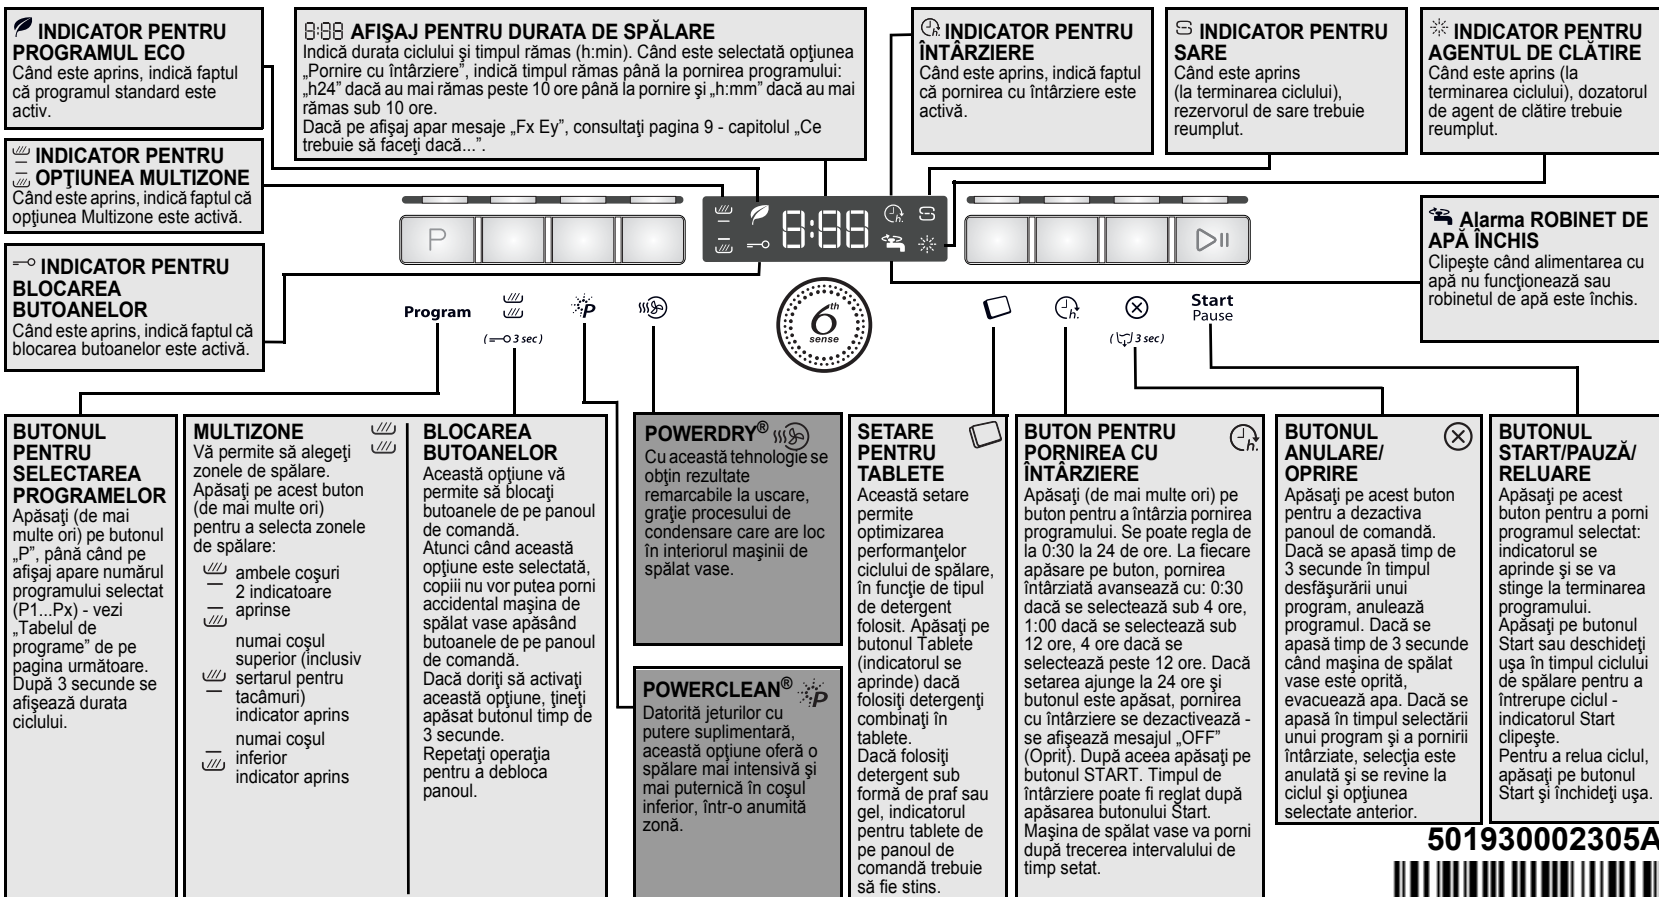 INDICATOR PENTRU
PROGRAMUL ECO
Când este aprins, indică faptul
că programul standard este
activ.
8:88 AFIŞAJ PENTRU DURATA DE SPĂLARE
Indică durata ciclului şi timpul rămas (h:min). Când este selectată opţiunea
„Pornire cu întârziere”, indică timpul rămas până la pornirea programului:
„h24” dacă au mai rămas peste 10 ore până la pornire şi „h:mm” dacă au mai
rămas sub 10 ore.
Dacă pe afişaj apar mesaje „Fx Ey”, consultaţi pagina 9 - capitolul „Ce
trebuie să faceţi dacă...”.
h. INDICATOR PENTRU
ÎNTÂRZIERE
Când este aprins, indică faptul
că pornirea cu întârziere este
activă.
INDICATOR PENTRU
SARE
Când este aprins
(la terminarea ciclului),
rezervorul de sare trebuie
reumplut.
INDICATOR PENTRU
AGENTUL DE CLĂTIRE
Când este aprins (la
terminarea ciclului), dozatorul
de agent de clătire trebuie
reumplut.
INDICATOR PENTRU
OPŢIUNEA MULTIZONE
Când este aprins, indică faptul că
opţiunea Multizone este activă.
INDICATOR PENTRU
BLOCAREA
BUTOANELOR
Când este aprins, indică faptul că
blocarea butoanelor este activă.
P
8:88
h.
Alarma ROBINET DE
APĂ ÎNCHIS
Clipeşte când alimentarea cu
apă nu funcţionează sau
robinetul de apă este închis.
Program
(3 sec)
P
6th
sense
h.
(3 sec)
Start
Pause
BUTONUL
PENTRU
SELECTAREA
PROGRAMELOR
Apăsaţi (de mai
multe ori) pe butonul
„P”, până când pe
afişaj apare numărul
programului selectat
(P1...Px) - vezi
„Tabelul de
programe” de pe
pagina următoare.
După 3 secunde se
afişează durata
ciclului.
MULTIZONE
Vă permite să alegeţi
zonele de spălare.
Apăsaţi pe acest buton
(de mai multe ori)
pentru a selecta zonele
de spălare:
ambele coşuri
2 indicatoare
aprinse
numai coşul
superior (inclusiv
sertarul pentru
tacâmuri)
indicator aprins
numai coşul
inferior
indicator aprins
BLOCAREA
BUTOANELOR
Această opţiune vă
permite să blocaţi
butoanele de pe panoul
de comandă.
Atunci când această
opţiune este selectată,
copiii nu vor putea porni
accidental maşina de
spălat vase apăsând
butoanele de pe panoul
de comandă.
Dacă doriţi să activaţi
această opţiune, ţineţi
apăsat butonul timp de
3 secunde.
Repetaţi operaţia
pentru a debloca
panoul.
POWERDRY®
Cu această tehnologie se
obţin rezultate
remarcabile la uscare,
graţie procesului de
condensare care are loc
în interiorul maşinii de
spălat vase.
POWERCLEAN® P
Datorită jeturilor cu
putere suplimentară,
această opţiune oferă o
spălare mai intensivă şi
mai puternică în coşul
inferior, într-o anumită
zonă.
SETARE
PENTRU
TABLETE
Această setare
permite
optimizarea
performanţelor
ciclului de spălare,
în funcţie de tipul
de detergent
folosit. Apăsaţi pe
butonul Tablete
(indicatorul se
aprinde) dacă
folosiţi detergenţi
combinaţi în
tablete.
Dacă folosiţi
detergent sub
formă de praf sau
gel, indicatorul
pentru tablete de
pe panoul de
comandă trebuie
să fie stins.
BUTON PENTRU
PORNIREA CU
ÎNTÂRZIERE
h.
Apăsaţi (de mai multe ori) pe
buton pentru a întârzia pornirea
programului. Se poate regla de
la 0:30 la 24 de ore. La fiecare
apăsare pe buton, pornirea
întârziată avansează cu: 0:30
dacă se selectează sub 4 ore,
1:00 dacă se selectează sub
12 ore, 4 ore dacă se
selectează peste 12 ore. Dacă
setarea ajunge la 24 ore şi
butonul este apăsat, pornirea
cu întârziere se dezactivează -
se afişează mesajul „OFF”
(Oprit). După aceea apăsaţi pe
butonul START. Timpul de
întârziere poate fi reglat după
apăsarea butonului Start.
Maşina de spălat vase va porni
după trecerea intervalului de
timp setat.
BUTONUL
ANULARE/
OPRIRE
Apăsaţi pe acest buton
pentru a dezactiva
panoul de comandă.
Dacă se apasă timp de
3 secunde în timpul
desfăşurării unui
program, anulează
programul. Dacă se
apasă timp de 3 secunde
când maşina de spălat
vase este oprită,
evacuează apa. Dacă se
apasă în timpul selectării
unui program şi a pornirii
întârziate, selecţia este
anulată şi se revine la
ciclul şi opţiunea
selectate anterior.
BUTONUL
START/PAUZĂ/
RELUARE
Apăsaţi pe acest
buton pentru a porni
programul selectat:
indicatorul se
aprinde şi se va
stinge la terminarea
programului.
Apăsaţi pe butonul
Start sau deschideţi
uşa în timpul ciclului
de spălare pentru a
întrerupe ciclul -
indicatorul Start
clipeşte.
Pentru a relua ciclul,
apăsaţi pe butonul
Start şi închideţi uşa.
501930002305A